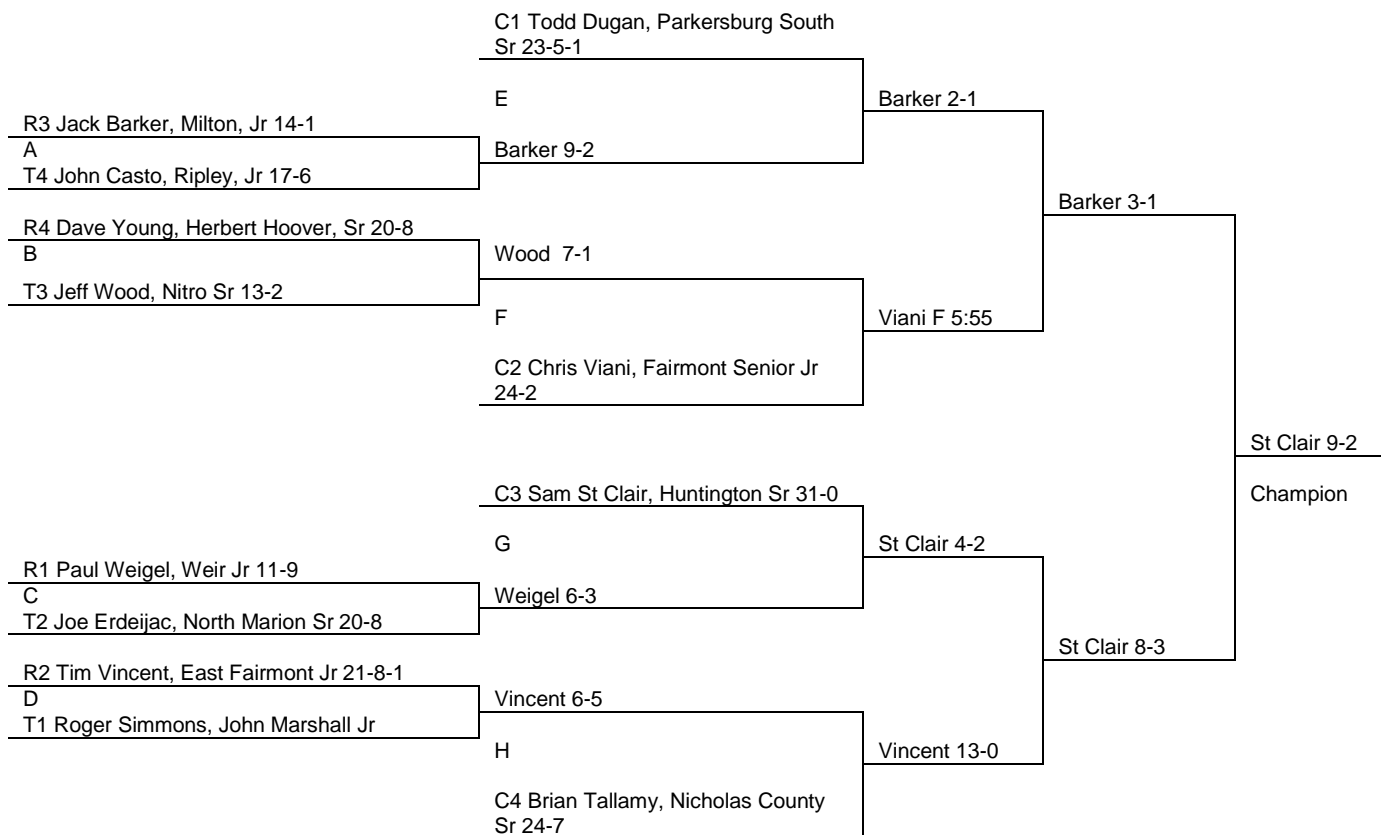 C1 Todd Dugan, Parkersburg South
Sr 23-5-1
E
Barker 2-1
R3 Jack Barker, Milton, Jr 14-1
A
Barker 9-2
T4 John Casto, Ripley, Jr 17-6
Barker 3-1
R4 Dave Young, Herbert Hoover, Sr 20-8
B
Wood 7-1
T3 Jeff Wood, Nitro Sr 13-2
F
Viani F 5:55
C2 Chris Viani, Fairmont Senior Jr
24-2
St Clair 9-2
C3 Sam St Clair, Huntington Sr 31-0
Champion
G
St Clair 4-2
R1 Paul Weigel, Weir Jr 11-9
C
Weigel 6-3
T2 Joe Erdeijac, North Marion Sr 20-8
St Clair 8-3
R2 Tim Vincent, East Fairmont Jr 21-8-1
D
Vincent 6-5
T1 Roger Simmons, John Marshall Jr
H
Vincent 13-0
C4 Brian Tallamy, Nicholas County
Sr 24-7